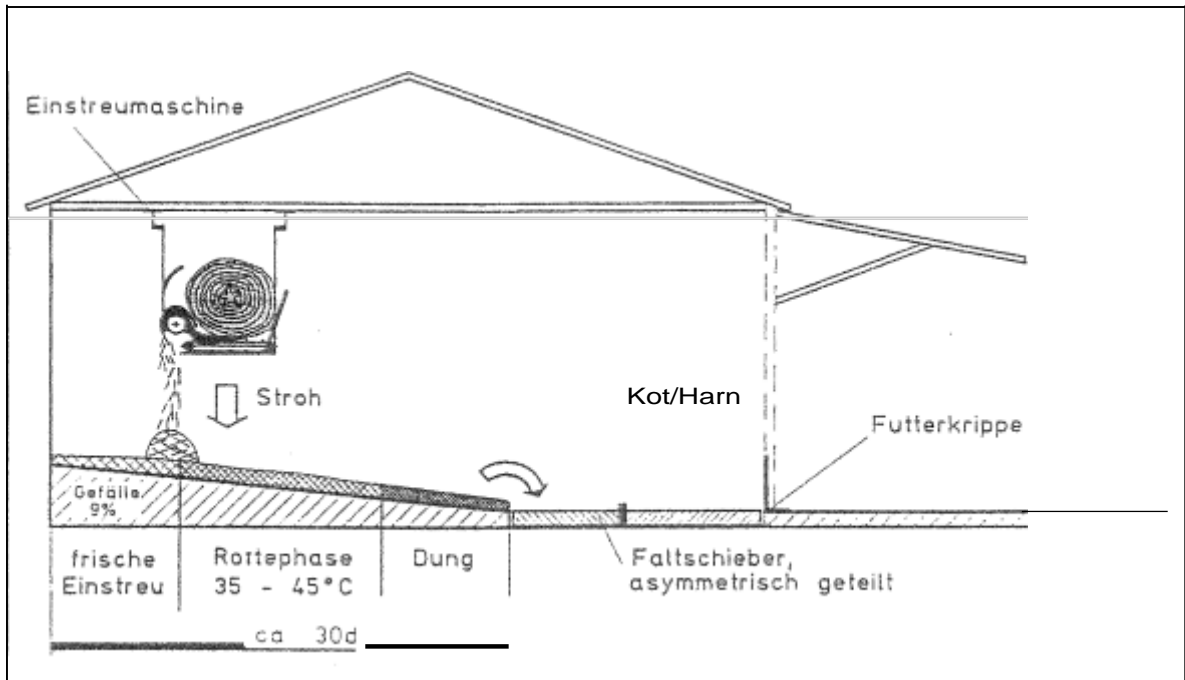 Einstreumaschine
Stroh
Kot/Harn
Futterkrippe
Gefälle
9%
frische
Einstreu
Rottephase
35 - 45°C
Dung
Faltschieber,
asymmetrisch geteilt
ca 30d